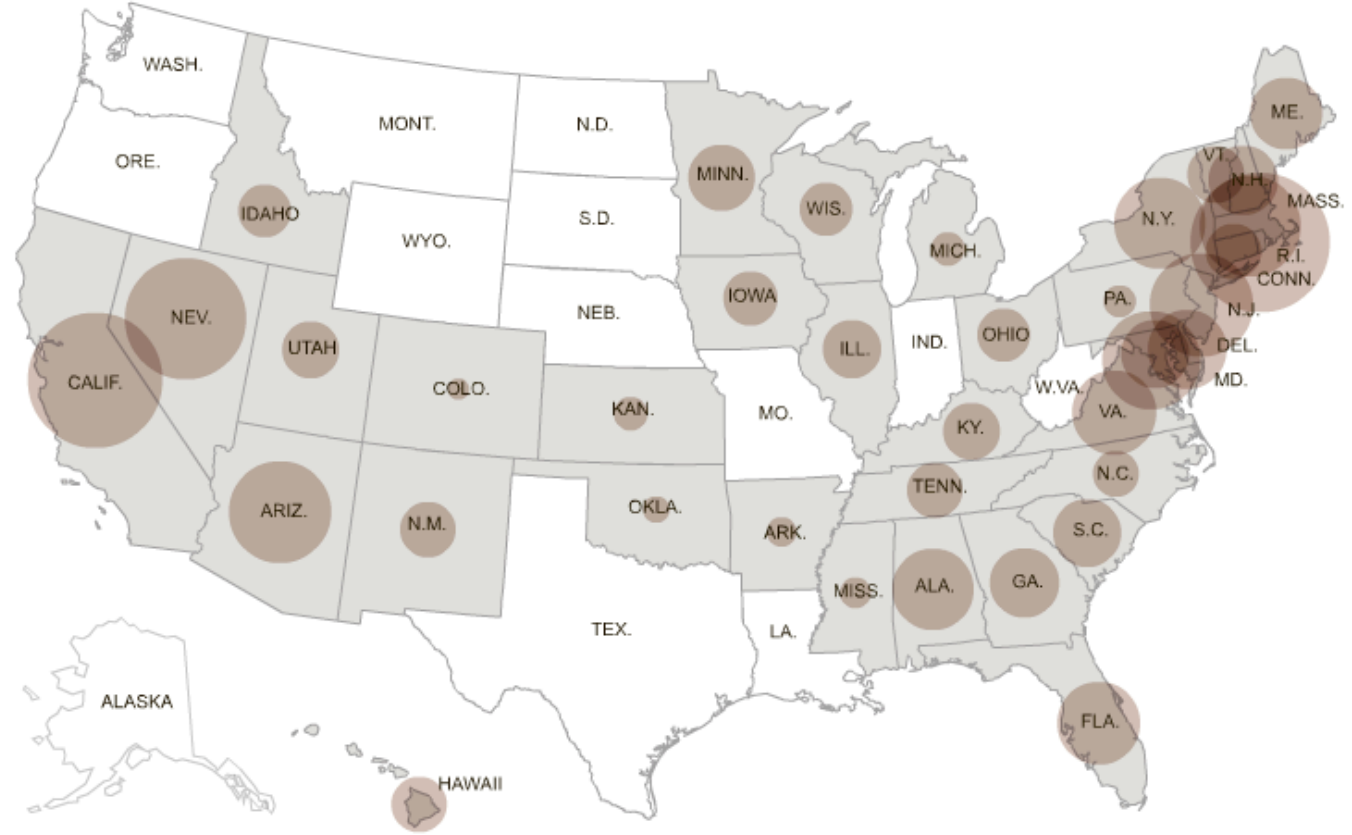 WASH.
MONT.
N.D.
ME.
ORE.
MINN.
VT.
N.H.
IDAHO
WIS.
MASS.
S.D.
N.Y.
WYO.
MICH.
R.I.
CONN.
IOWA
PA.
NEV.
NEB.
N.J.
OHIO
UTAH
ILL.
IND.
DEL.
CALIF.
COLO.
W.VA.
MD.
KAN.
MO.
VA.
KY.
N.C.
TENN.
ARIZ.
N.M.
OKLA.
ARK.
S.C.
MISS.
ALA.
GA.
TEX.
LA.
ALASKA
FLA.
HAWAII